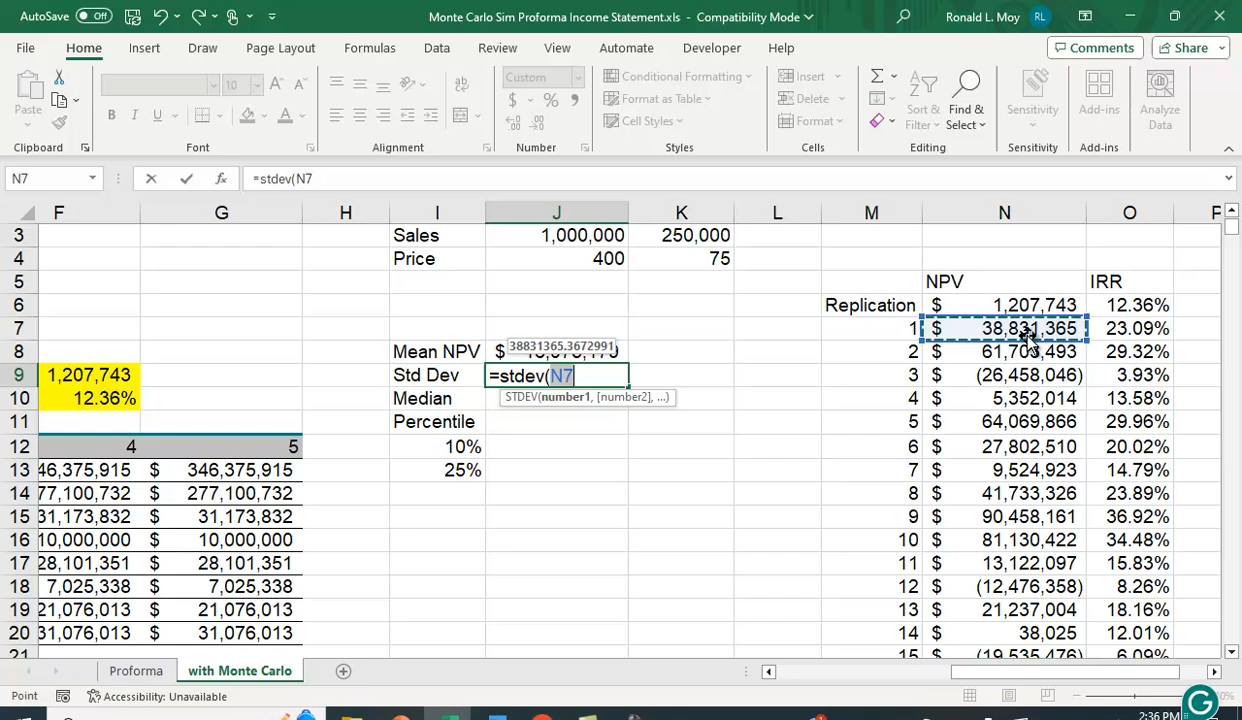 AutoSave Off Monte Carlo Sim Proforma Income Statement.xls - Compatibility Mode Ronald L. Moy RL
File Home Insert Draw Page Layout Formulas Data Review View Automate Developer Help Comments Share
Paste 10 A A ab Custom Conditional Formatting Insert Σ Sort & Filter Find & Select Sensitivity Add-ins Analyze Data
B I U A $ % , Format as Table Delete
Cell Styles Format
Clipboard Font Alignment Number Styles Cells Editing Sensitivity Add-ins
N7 fx =stdev(N7
F G H I J K L M N O P
3 Sales 1,000,000 250,000
4 Price 400 75
5 NPV IRR
6 Replication $ 1,207,743 12.36%
7 1 $ 38,831,365 23.09%
38831365.3672991
8 Mean NPV $ 2 $ 61,703,493 29.32%
9 1,207,743 Std Dev =stdev(N7 3 $ (26,458,046) 3.93%
STDEV(number1, [number2], ...)
10 12.36% Median 4 $ 5,352,014 13.58%
11 Percentile 5 $ 64,069,866 29.96%
12 4 5 10% 6 $ 27,802,510 20.02%
13 46,375,915 $ 346,375,915 25% 7 $ 9,524,923 14.79%
14 77,100,732 $ 277,100,732 8 $ 41,733,326 23.89%
15 31,173,832 $ 31,173,832 9 $ 90,458,161 36.92%
16 10,000,000 $ 10,000,000 10 $ 81,130,422 34.48%
17 28,101,351 $ 28,101,351 11 $ 13,122,097 15.83%
18 7,025,338 $ 7,025,338 12 $ (12,476,358) 8.26%
19 21,076,013 $ 21,076,013 13 $ 21,237,004 18.16%
20 31,076,013 $ 31,076,013 14 $ 38,025 12.01%
21 15 $ (19,535,476) 6.09%
Proforma with Monte Carlo
Point Accessibility: Unavailable
G
2:36 PM